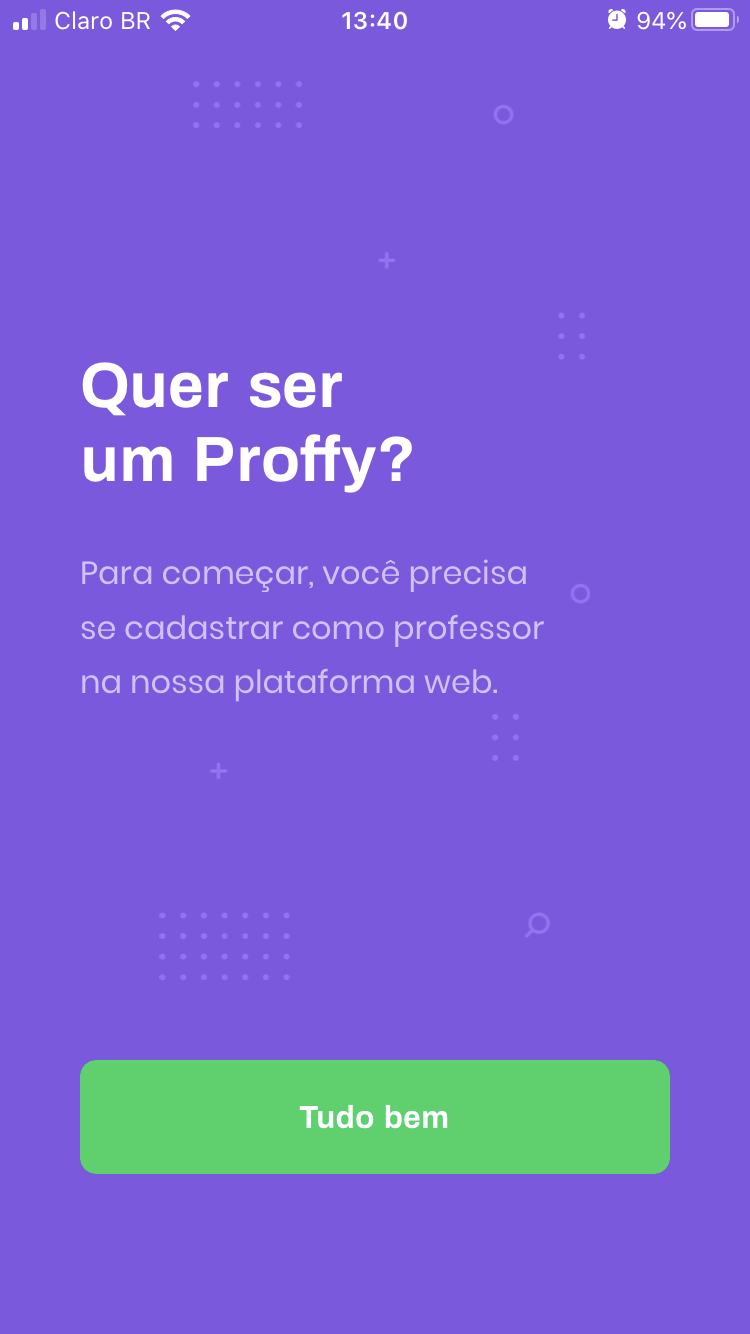 Claro BR 13:40 94%
Quer ser
um Proffy?
Para começar, você precisa
se cadastrar como professor
na nossa plataforma web.
Tudo bem